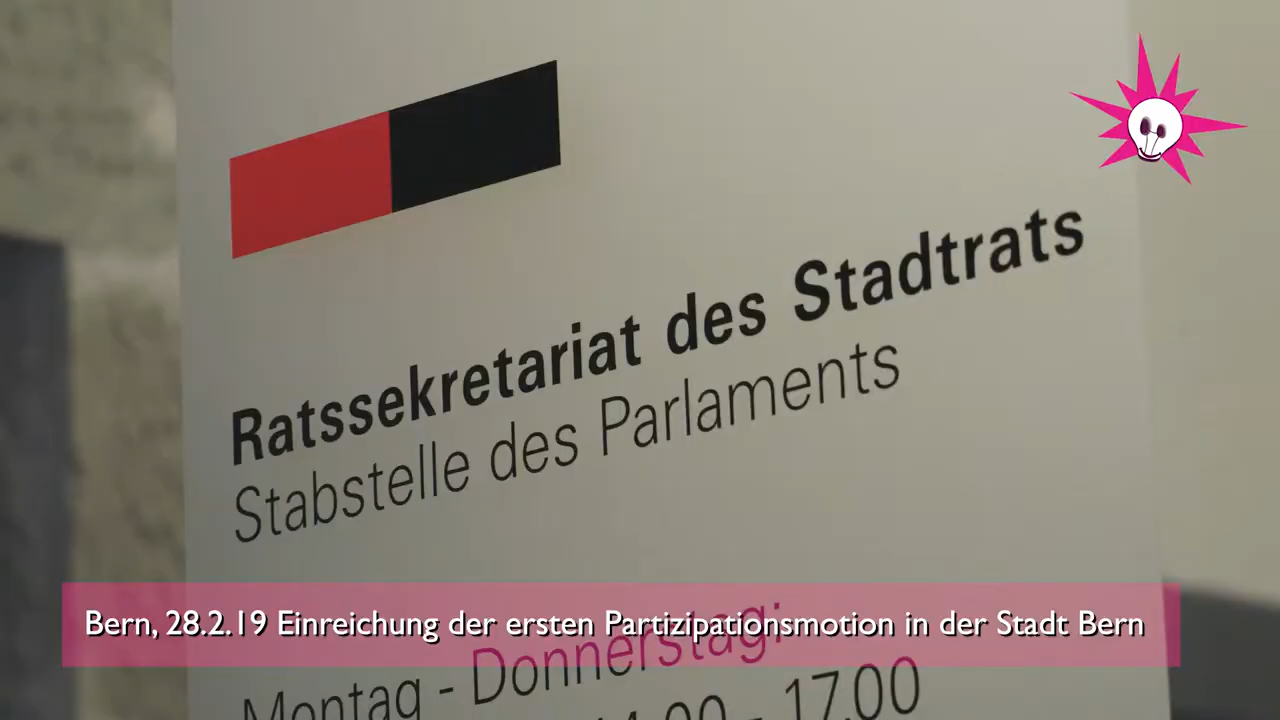 Ratssekretariat des Stadtrats
Stabstelle des Parlaments
Bern, 28.2.19 Einreichung der ersten Partizipationsmotion in der Stadt Bern
Montag - Donnerstag:
- 17.00